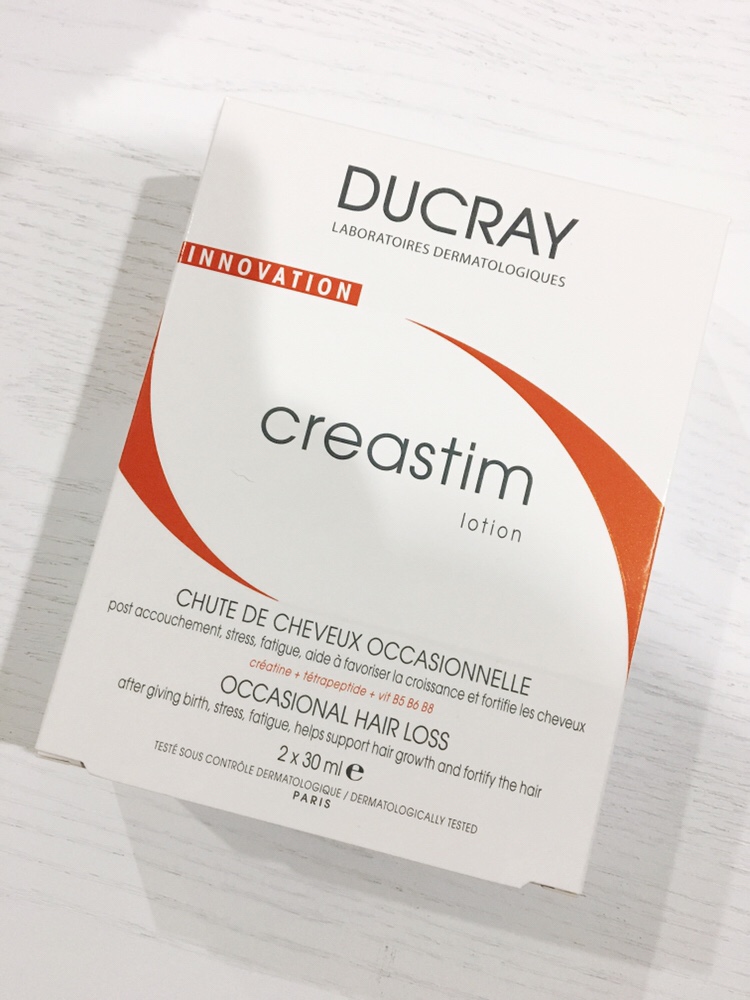 DUCRAY
LABORATOIRES DERMATOLOGIQUES
INNOVATION
creastim
lotion
CHUTE DE CHEVEUX OCCASIONNELLE
post accouchement, stress, fatigue, aide à favoriser la croissance et fortifie les cheveux
créatine + tétrapeptide + vit B5 B6 B8
OCCASIONAL HAIR LOSS
after giving birth, stress, fatigue, helps support hair growth and fortify the hair
2 x 30 ml ℮
TESTÉ SOUS CONTRÔLE DERMATOLOGIQUE / DERMATOLOGICALLY TESTED
PARIS